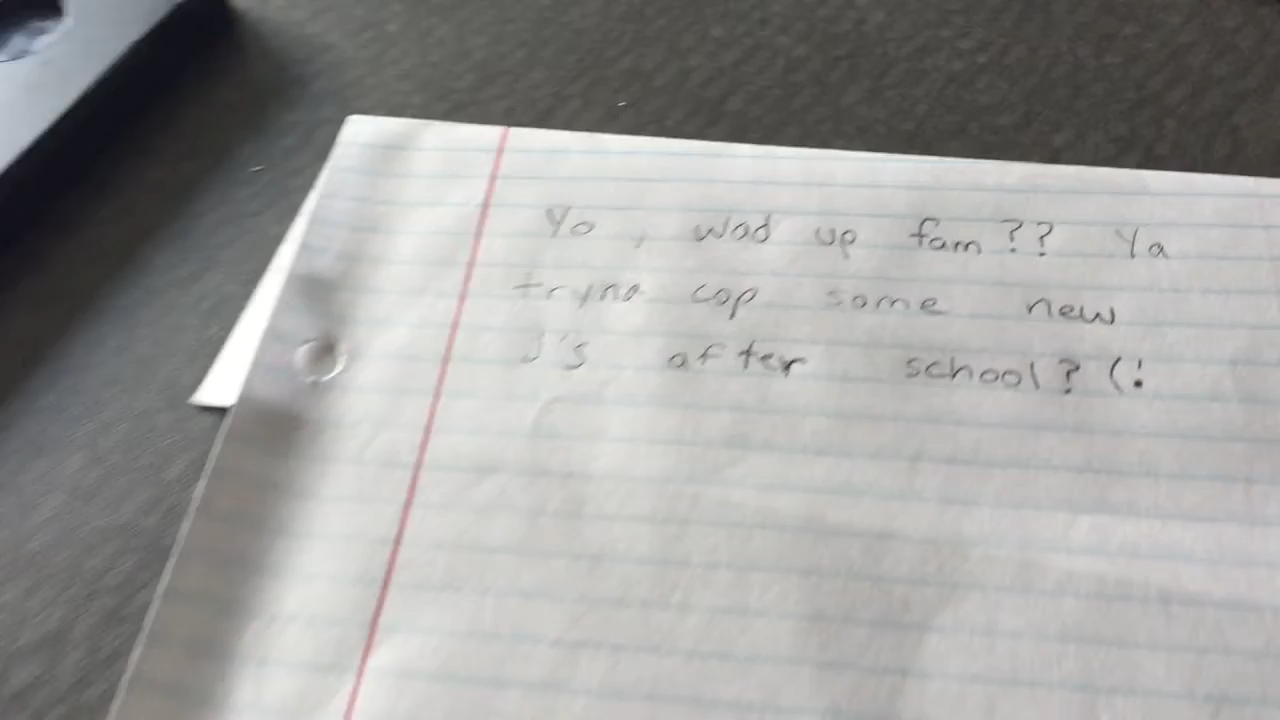 Yo, wad up fam?? Ya
tryna cop some new
J's after school? (: